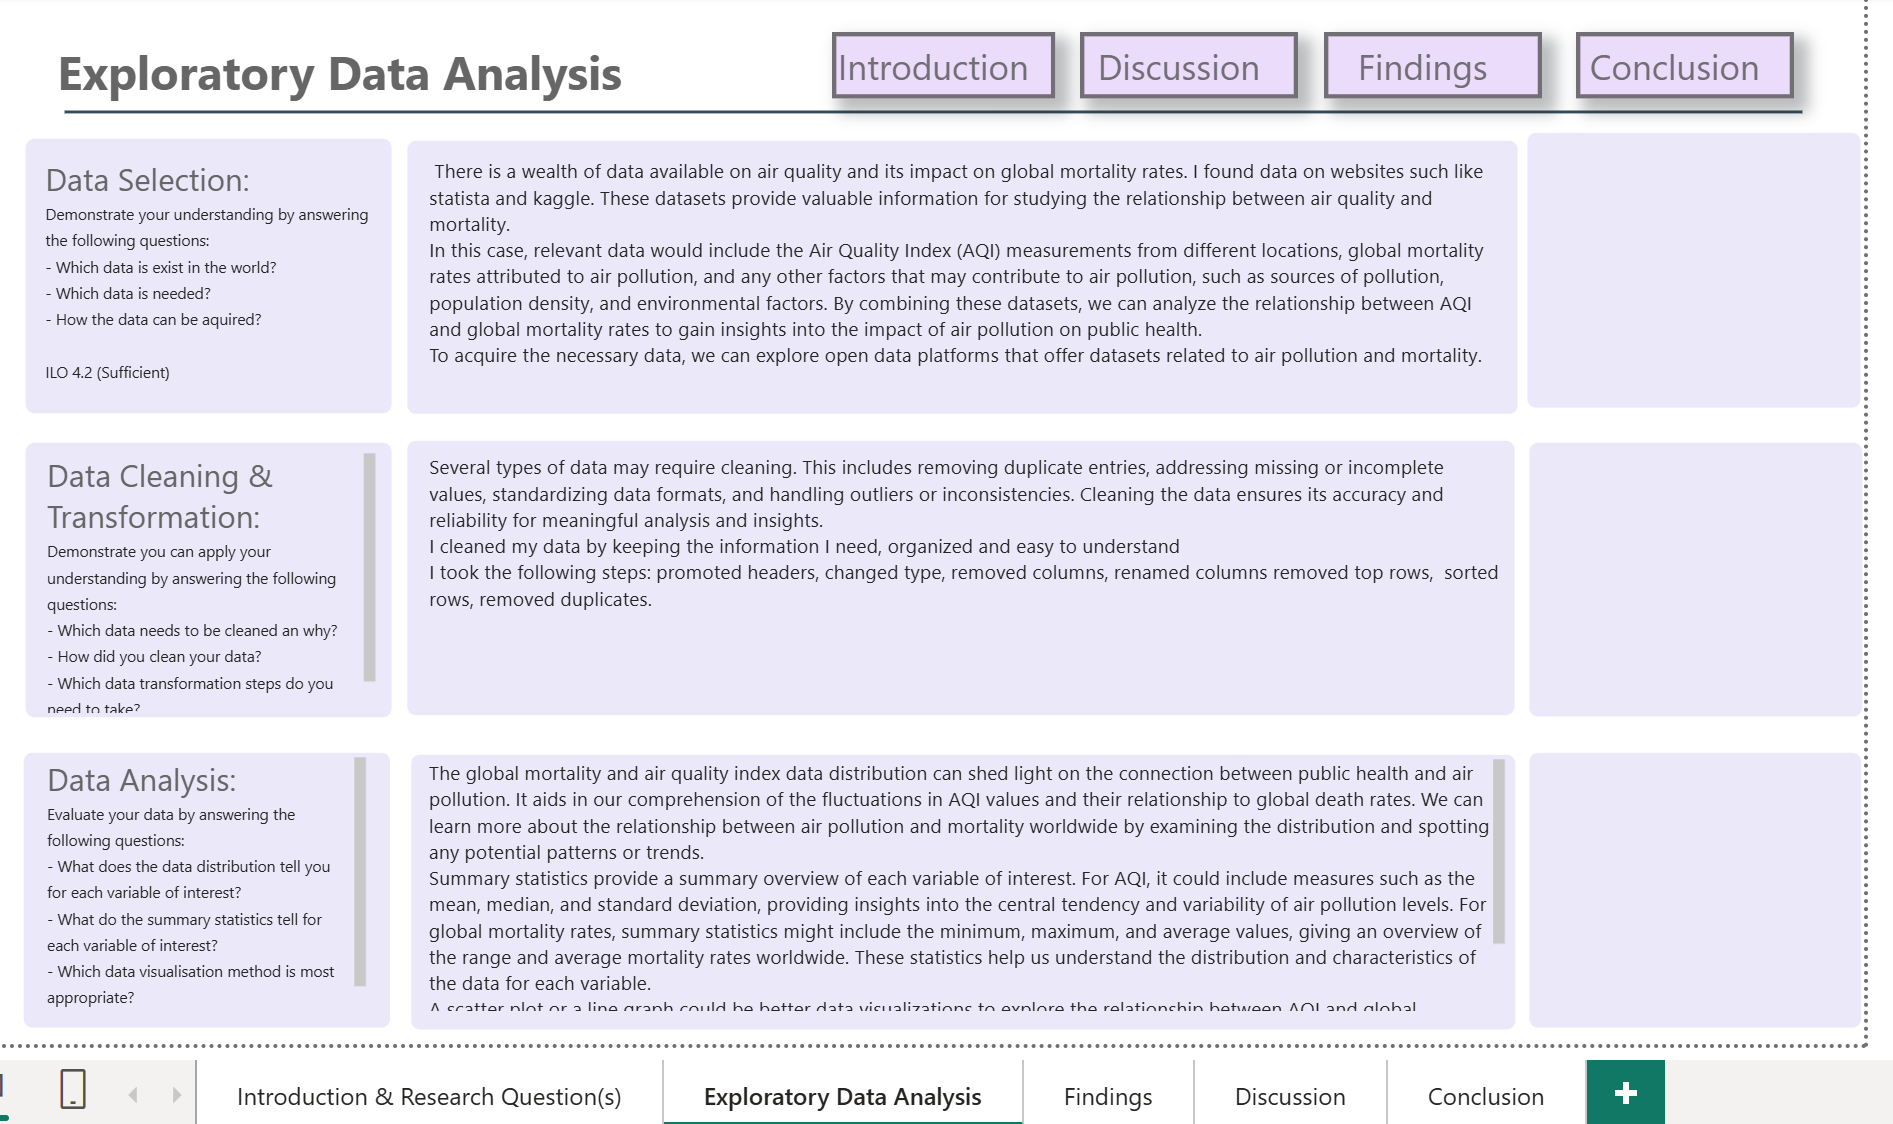 Exploratory Data Analysis
Introduction
Discussion
Findings
Conclusion
Data Selection:
Demonstrate your understanding by answering
the following questions:
- Which data is exist in the world?
- Which data is needed?
- How the data can be aquired?
ILO 4.2 (Sufficient)
There is a wealth of data available on air quality and its impact on global mortality rates. I found data on websites such like
statista and kaggle. These datasets provide valuable information for studying the relationship between air quality and
mortality.
In this case, relevant data would include the Air Quality Index (AQI) measurements from different locations, global mortality
rates attributed to air pollution, and any other factors that may contribute to air pollution, such as sources of pollution,
population density, and environmental factors. By combining these datasets, we can analyze the relationship between AQI
and global mortality rates to gain insights into the impact of air pollution on public health.
To acquire the necessary data, we can explore open data platforms that offer datasets related to air pollution and mortality.
Data Cleaning &
Transformation:
Demonstrate you can apply your
understanding by answering the following
questions:
- Which data needs to be cleaned an why?
- How did you clean your data?
- Which data transformation steps do you
need to take?
Several types of data may require cleaning. This includes removing duplicate entries, addressing missing or incomplete
values, standardizing data formats, and handling outliers or inconsistencies. Cleaning the data ensures its accuracy and
reliability for meaningful analysis and insights.
I cleaned my data by keeping the information I need, organized and easy to understand
I took the following steps: promoted headers, changed type, removed columns, renamed columns removed top rows,  sorted
rows, removed duplicates.
Data Analysis:
Evaluate your data by answering the
following questions:
- What does the data distribution tell you
for each variable of interest?
- What do the summary statistics tell for
each variable of interest?
- Which data visualisation method is most
appropriate?
The global mortality and air quality index data distribution can shed light on the connection between public health and air
pollution. It aids in our comprehension of the fluctuations in AQI values and their relationship to global death rates. We can
learn more about the relationship between air pollution and mortality worldwide by examining the distribution and spotting
any potential patterns or trends.
Summary statistics provide a summary overview of each variable of interest. For AQI, it could include measures such as the
mean, median, and standard deviation, providing insights into the central tendency and variability of air pollution levels. For
global mortality rates, summary statistics might include the minimum, maximum, and average values, giving an overview of
the range and average mortality rates worldwide. These statistics help us understand the distribution and characteristics of
the data for each variable.
A scatter plot or a line graph could be better data visualizations to explore the relationship between AQI and global
Introduction & Research Question(s)
Exploratory Data Analysis
Findings
Discussion
Conclusion